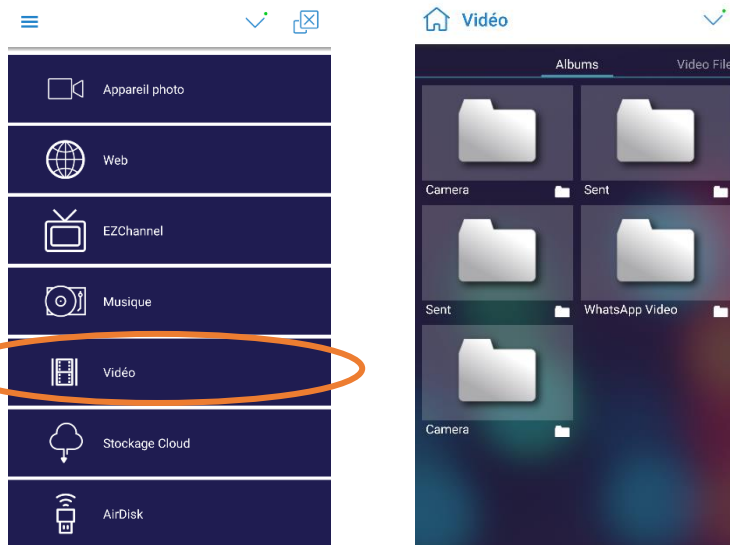 Appareil photo
Web
EZChannel
Musique
Vidéo
Stockage Cloud
AirDisk
Vidéo
Albums Video File
Camera Sent
Sent WhatsApp Video
Camera